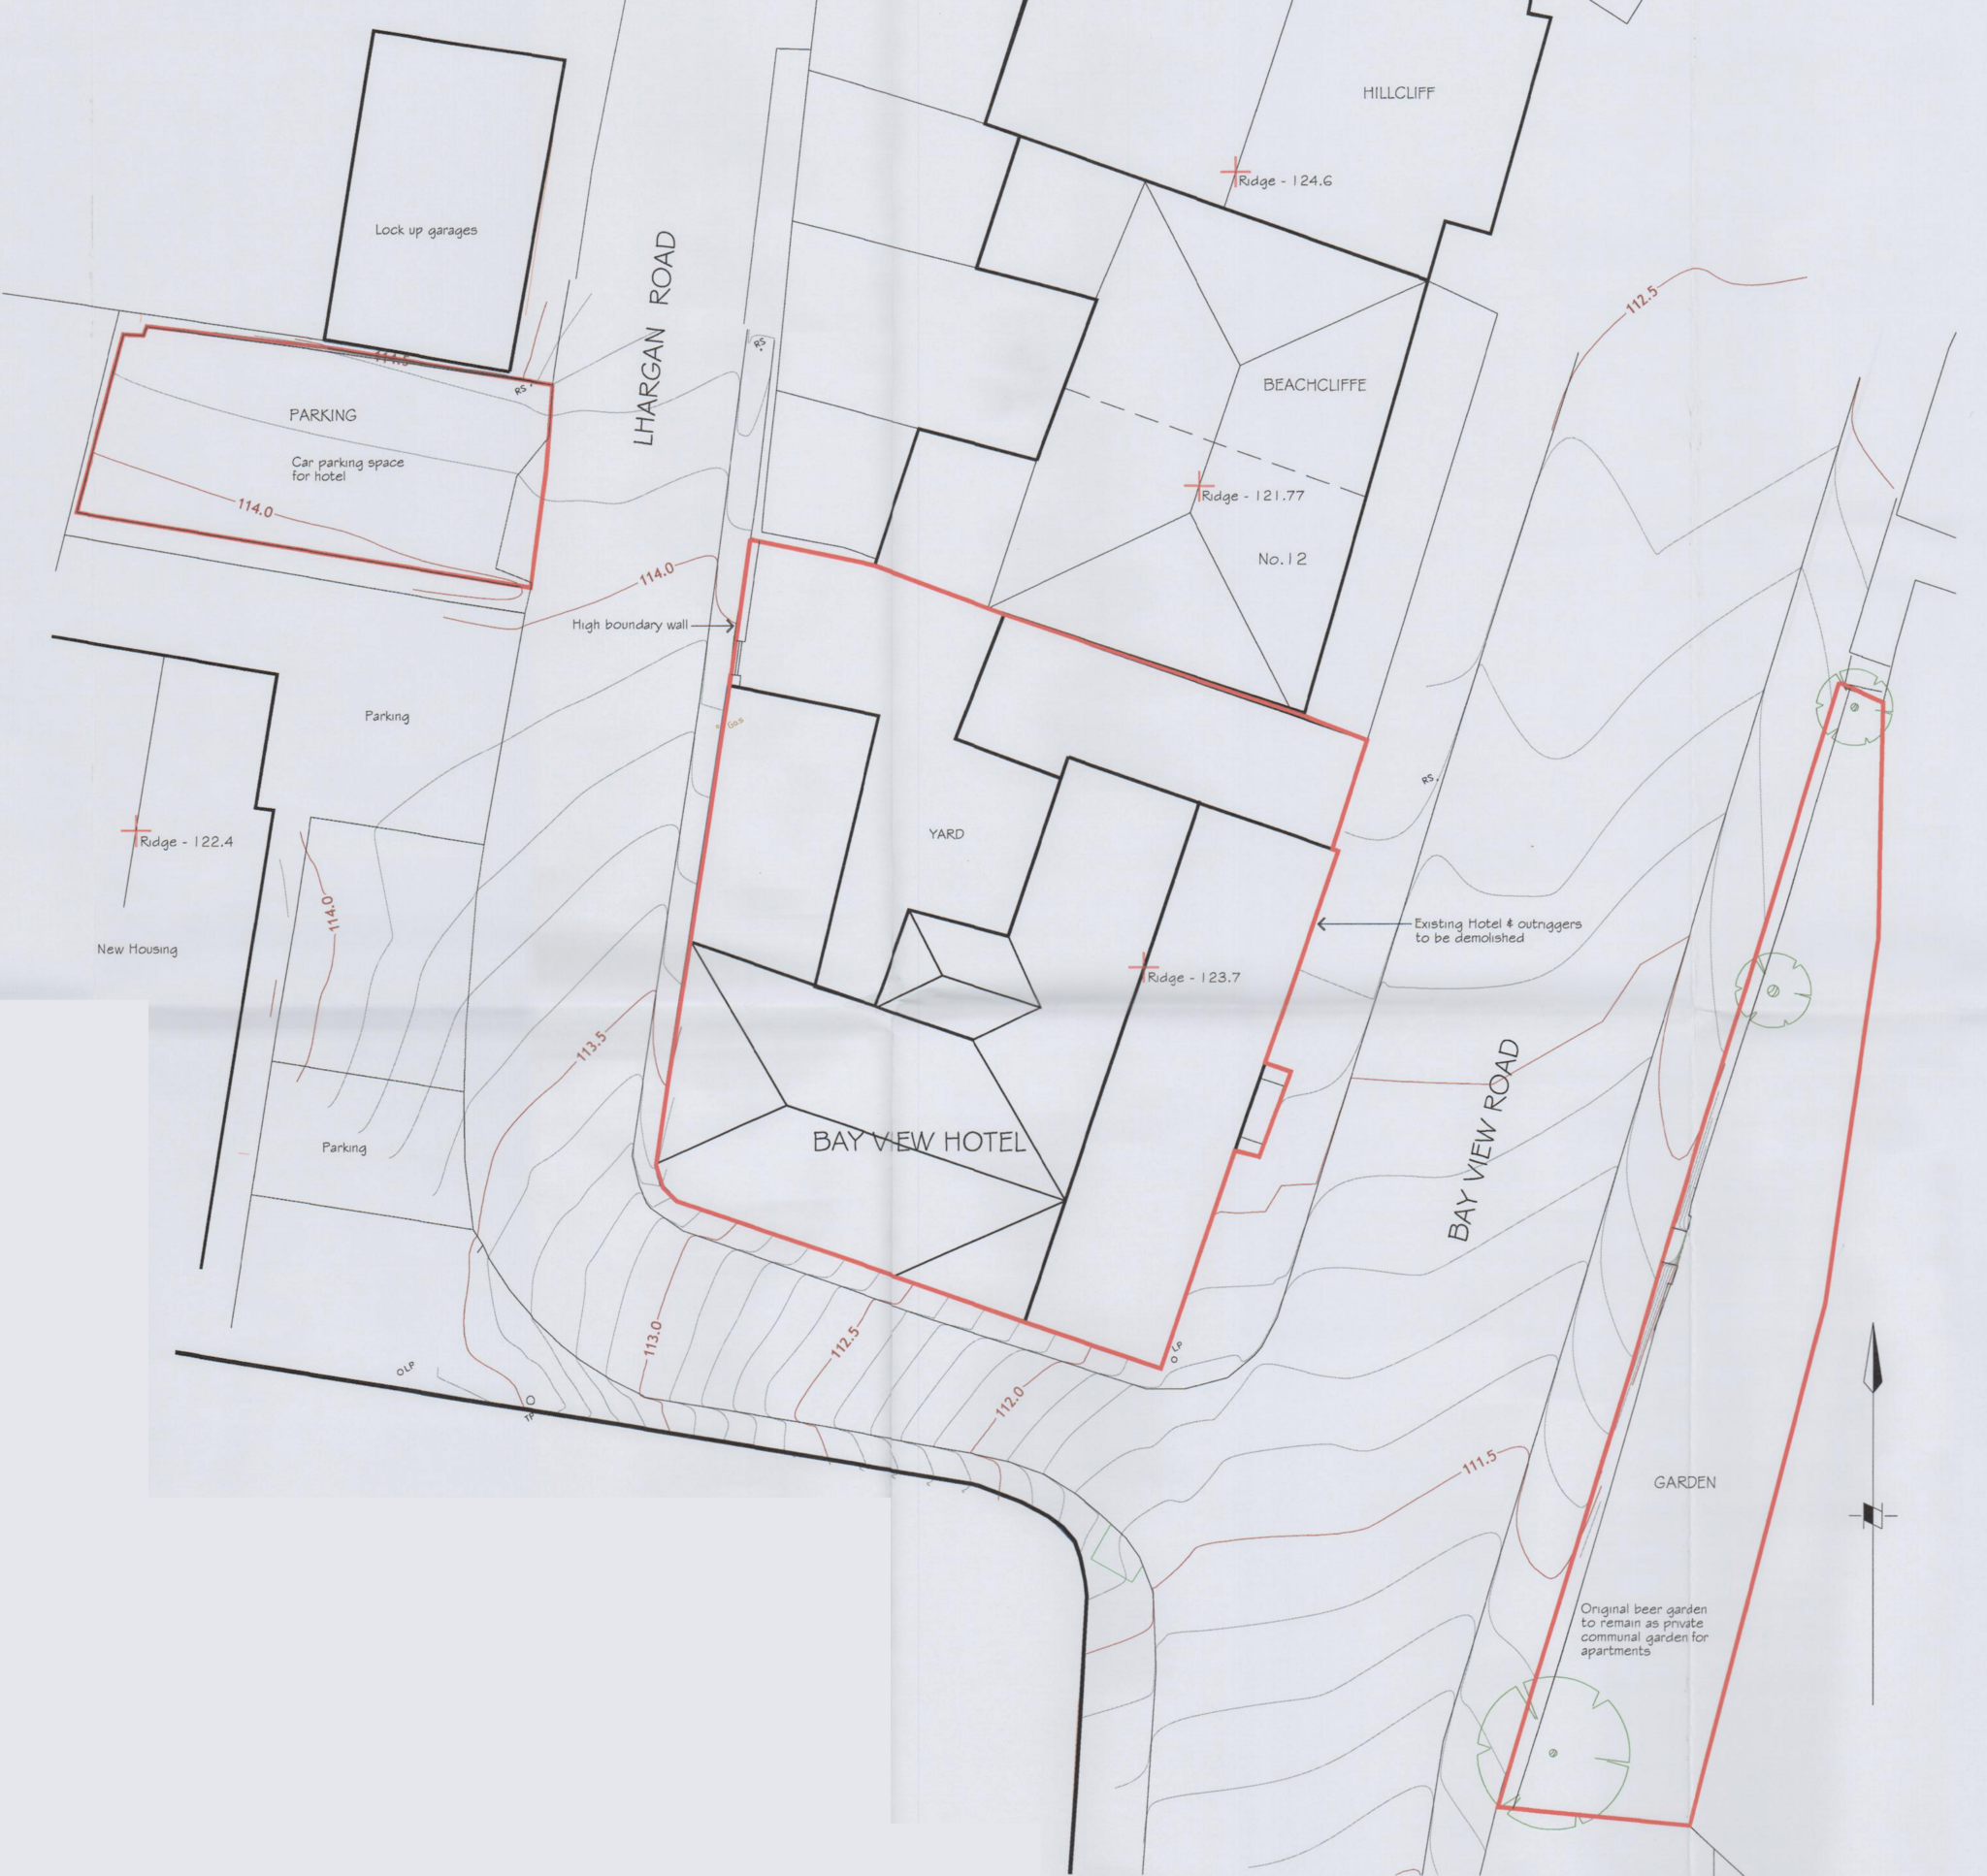 HILLCLIFF
Ridge - 124.6
Lock up garages
LHARGAN ROAD
112.5
RS
114.5
RS
PARKING
Car parking space
for hotel
114.0
BEACHCLIFFE
Ridge - 121.77
No.12
114.0
High boundary wall
Gas
Parking
RS
YARD
Ridge - 122.4
114.0
New Housing
Existing Hotel & outriggers
to be demolished
Ridge - 123.7
113.5
BAY VIEW HOTEL
BAY VIEW ROAD
Parking
113.0
112.5
112.0
LP
LP
TP
111.5
GARDEN
Original beer garden
to remain as private
communal garden for
apartments